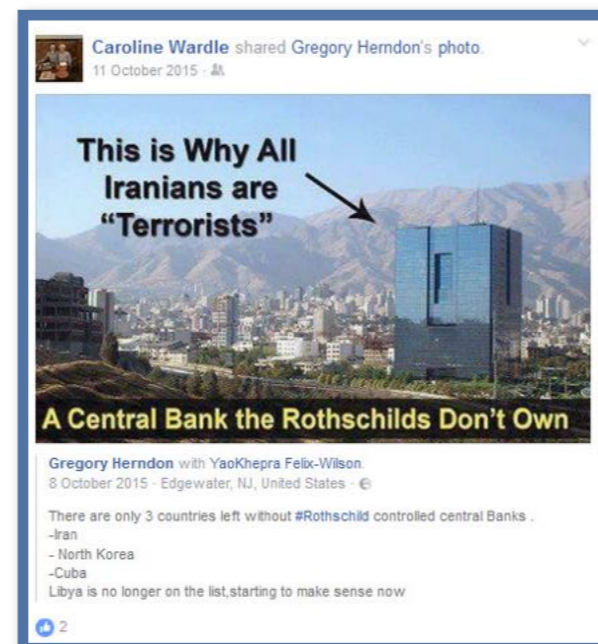 Caroline Wardle shared Gregory Herndon's photo.
11 October 2015
This is Why All
Iranians are
“Terrorists”
A Central Bank the Rothschilds Don't Own
Gregory Herndon with YaoKhepra Felix-Wilson.
8 October 2015 · Edgewater, NJ, United States ·
There are only 3 countries left without #Rothschild controlled central Banks .
-Iran
- North Korea
-Cuba
Libya is no longer on the list,starting to make sense now
2